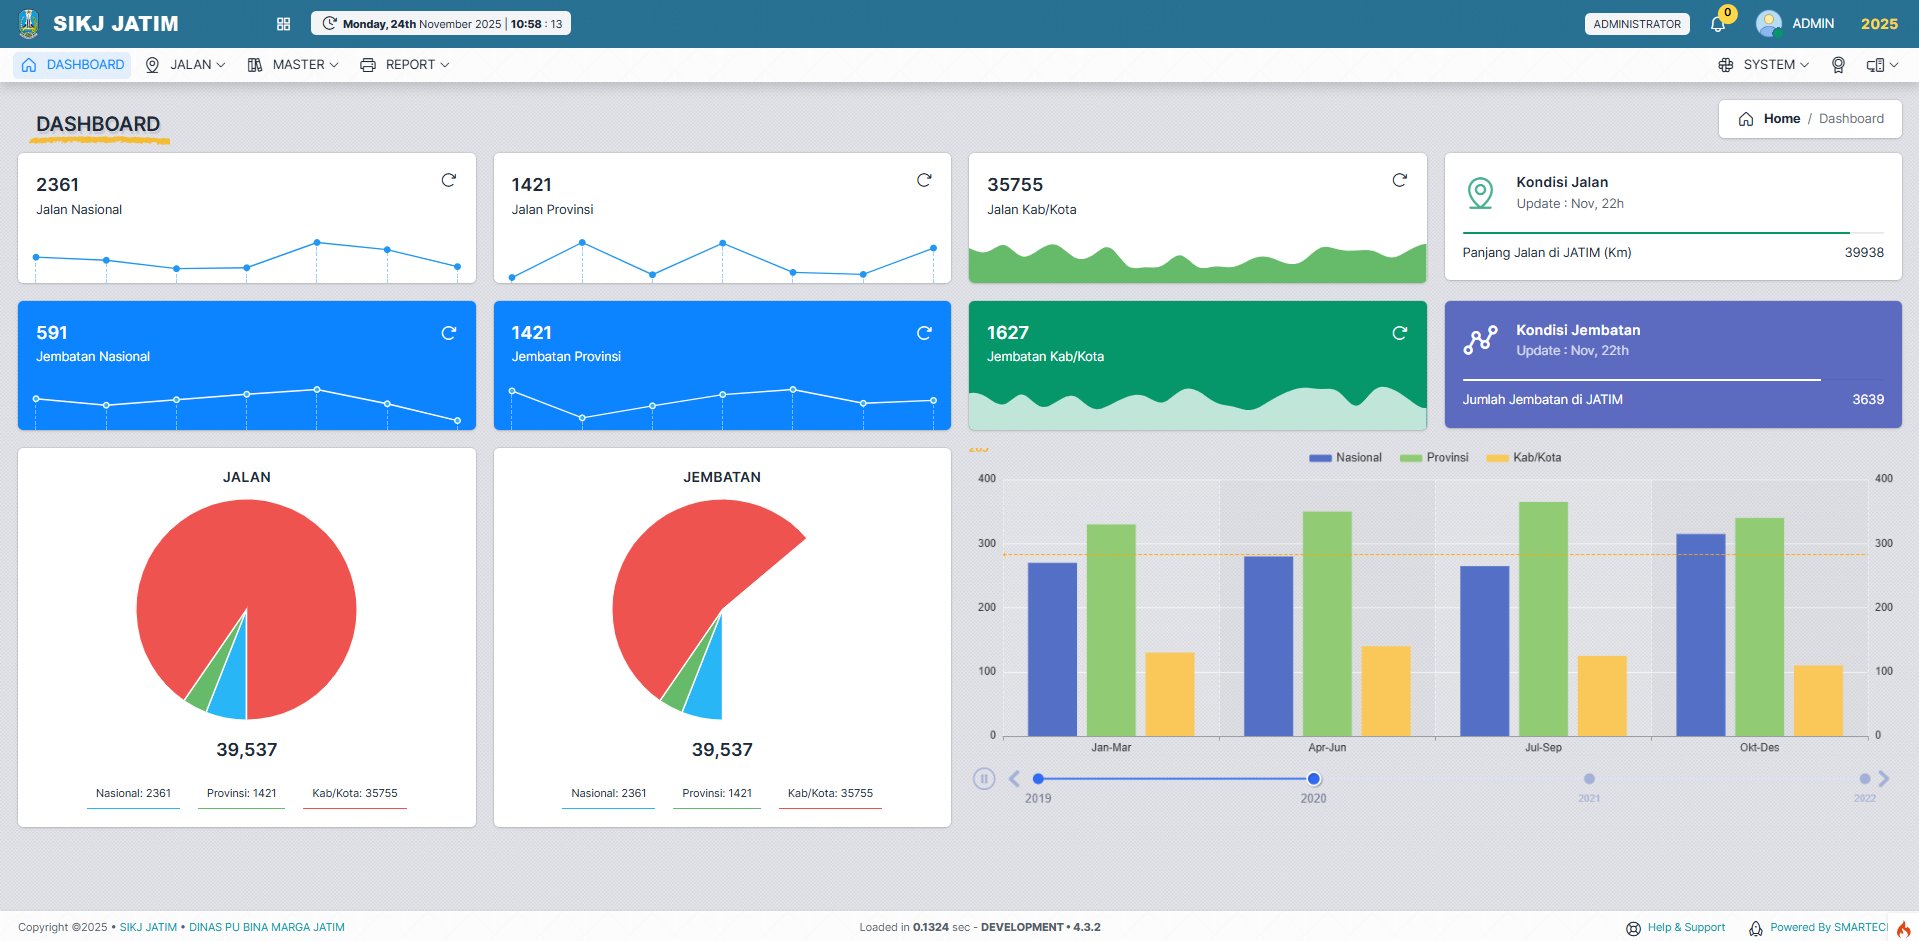 SIKJ JATIM
Monday, 24th November 2025 | 10:58 : 13
ADMINISTRATOR
0
ADMIN
2025
DASHBOARD
JALAN
MASTER
REPORT
SYSTEM
DASHBOARD
Home / Dashboard
2361
Jalan Nasional
1421
Jalan Provinsi
35755
Jalan Kab/Kota
Kondisi Jalan
Update : Nov, 22h
Panjang Jalan di JATIM (Km) 39938
591
Jembatan Nasional
1421
Jembatan Provinsi
1627
Jembatan Kab/Kota
Kondisi Jembatan
Update : Nov, 22th
Jumlah Jembatan di JATIM 3639
JALAN
39,537
Nasional: 2361 Provinsi: 1421 Kab/Kota: 35755
JEMBATAN
39,537
Nasional: 2361 Provinsi: 1421 Kab/Kota: 35755
Nasional Provinsi Kab/Kota
400 400
300 300
200 200
100 100
0 0
Jan-Mar Apr-Jun Jul-Sep Okt-Des
2019 2020 2021 2022
Copyright ©2025 • SIKJ JATIM • DINAS PU BINA MARGA JATIM
Loaded in 0.1324 sec - DEVELOPMENT • 4.3.2
Help & Support
Powered By SMARTEC